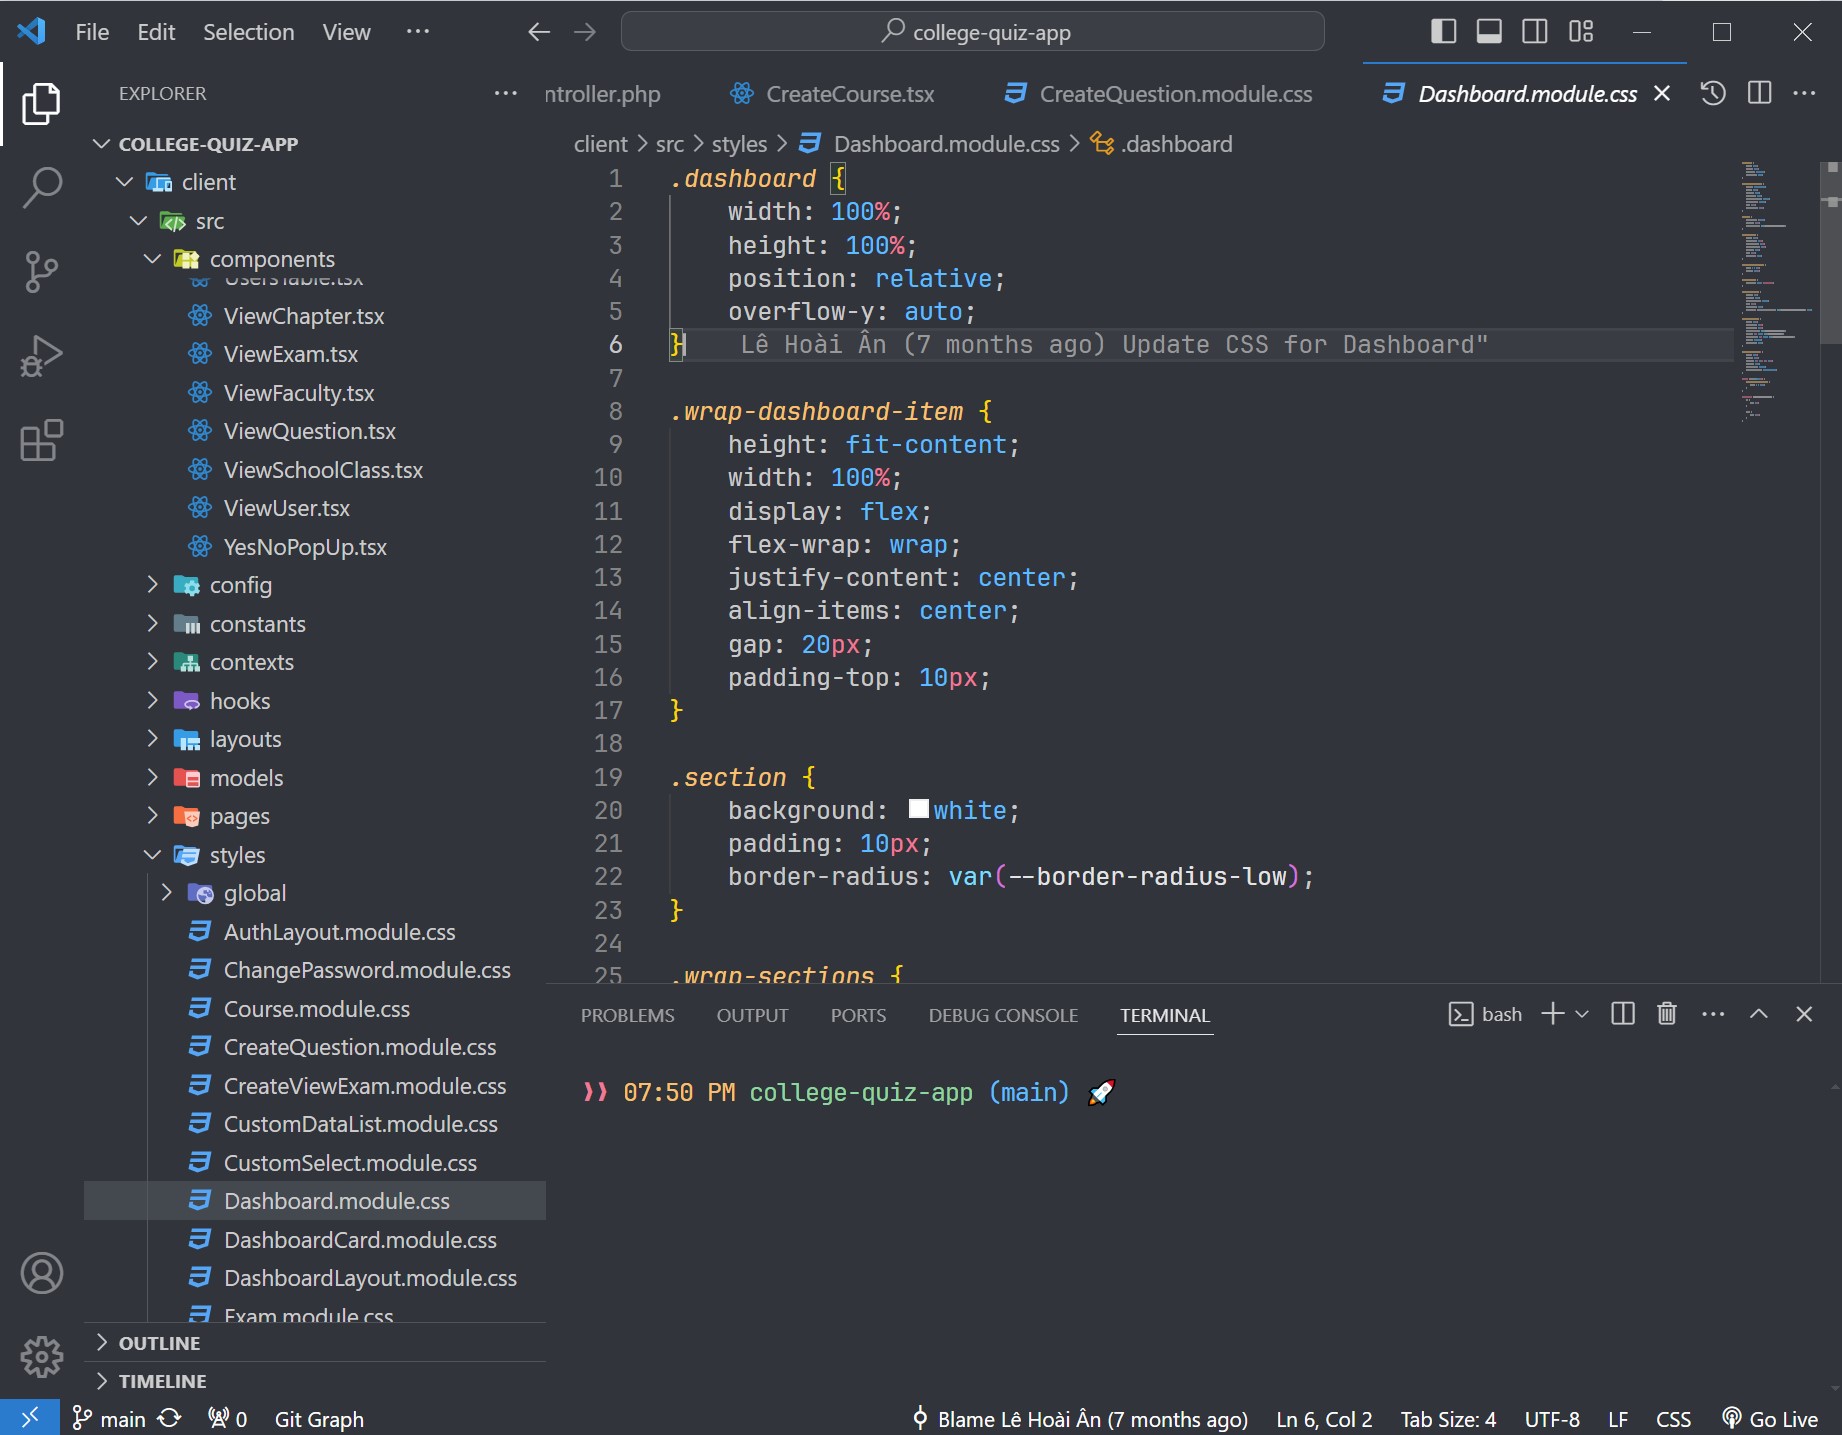 File Edit Selection View ··· college-quiz-app
EXPLORER ···
ntroller.php CreateCourse.tsx CreateQuestion.module.css Dashboard.module.css ···
COLLEGE-QUIZ-APP
client
src
components
UsersTable.tsx
ViewChapter.tsx
ViewExam.tsx
ViewFaculty.tsx
ViewQuestion.tsx
ViewSchoolClass.tsx
ViewUser.tsx
YesNoPopUp.tsx
config
constants
contexts
hooks
layouts
models
pages
styles
global
AuthLayout.module.css
ChangePassword.module.css
Course.module.css
CreateQuestion.module.css
CreateViewExam.module.css
CustomDataList.module.css
CustomSelect.module.css
Dashboard.module.css
DashboardCard.module.css
DashboardLayout.module.css
Exam.module.css
OUTLINE
TIMELINE
client > src > styles > Dashboard.module.css > .dashboard
1 .dashboard {
2 width: 100%;
3 height: 100%;
4 position: relative;
5 overflow-y: auto;
6 } Lê Hoài Ân (7 months ago) Update CSS for Dashboard"
7
8 .wrap-dashboard-item {
9 height: fit-content;
10 width: 100%;
11 display: flex;
12 flex-wrap: wrap;
13 justify-content: center;
14 align-items: center;
15 gap: 20px;
16 padding-top: 10px;
17 }
18
19 .section {
20 background: white;
21 padding: 10px;
22 border-radius: var(--border-radius-low);
23 }
24
25 .wrap-sections {
PROBLEMS OUTPUT PORTS DEBUG CONSOLE TERMINAL bash ···
❱❱ 07:50 PM college-quiz-app (main) 🚀
main 0 Git Graph Blame Lê Hoài Ân (7 months ago) Ln 6, Col 2 Tab Size: 4 UTF-8 LF CSS Go Live